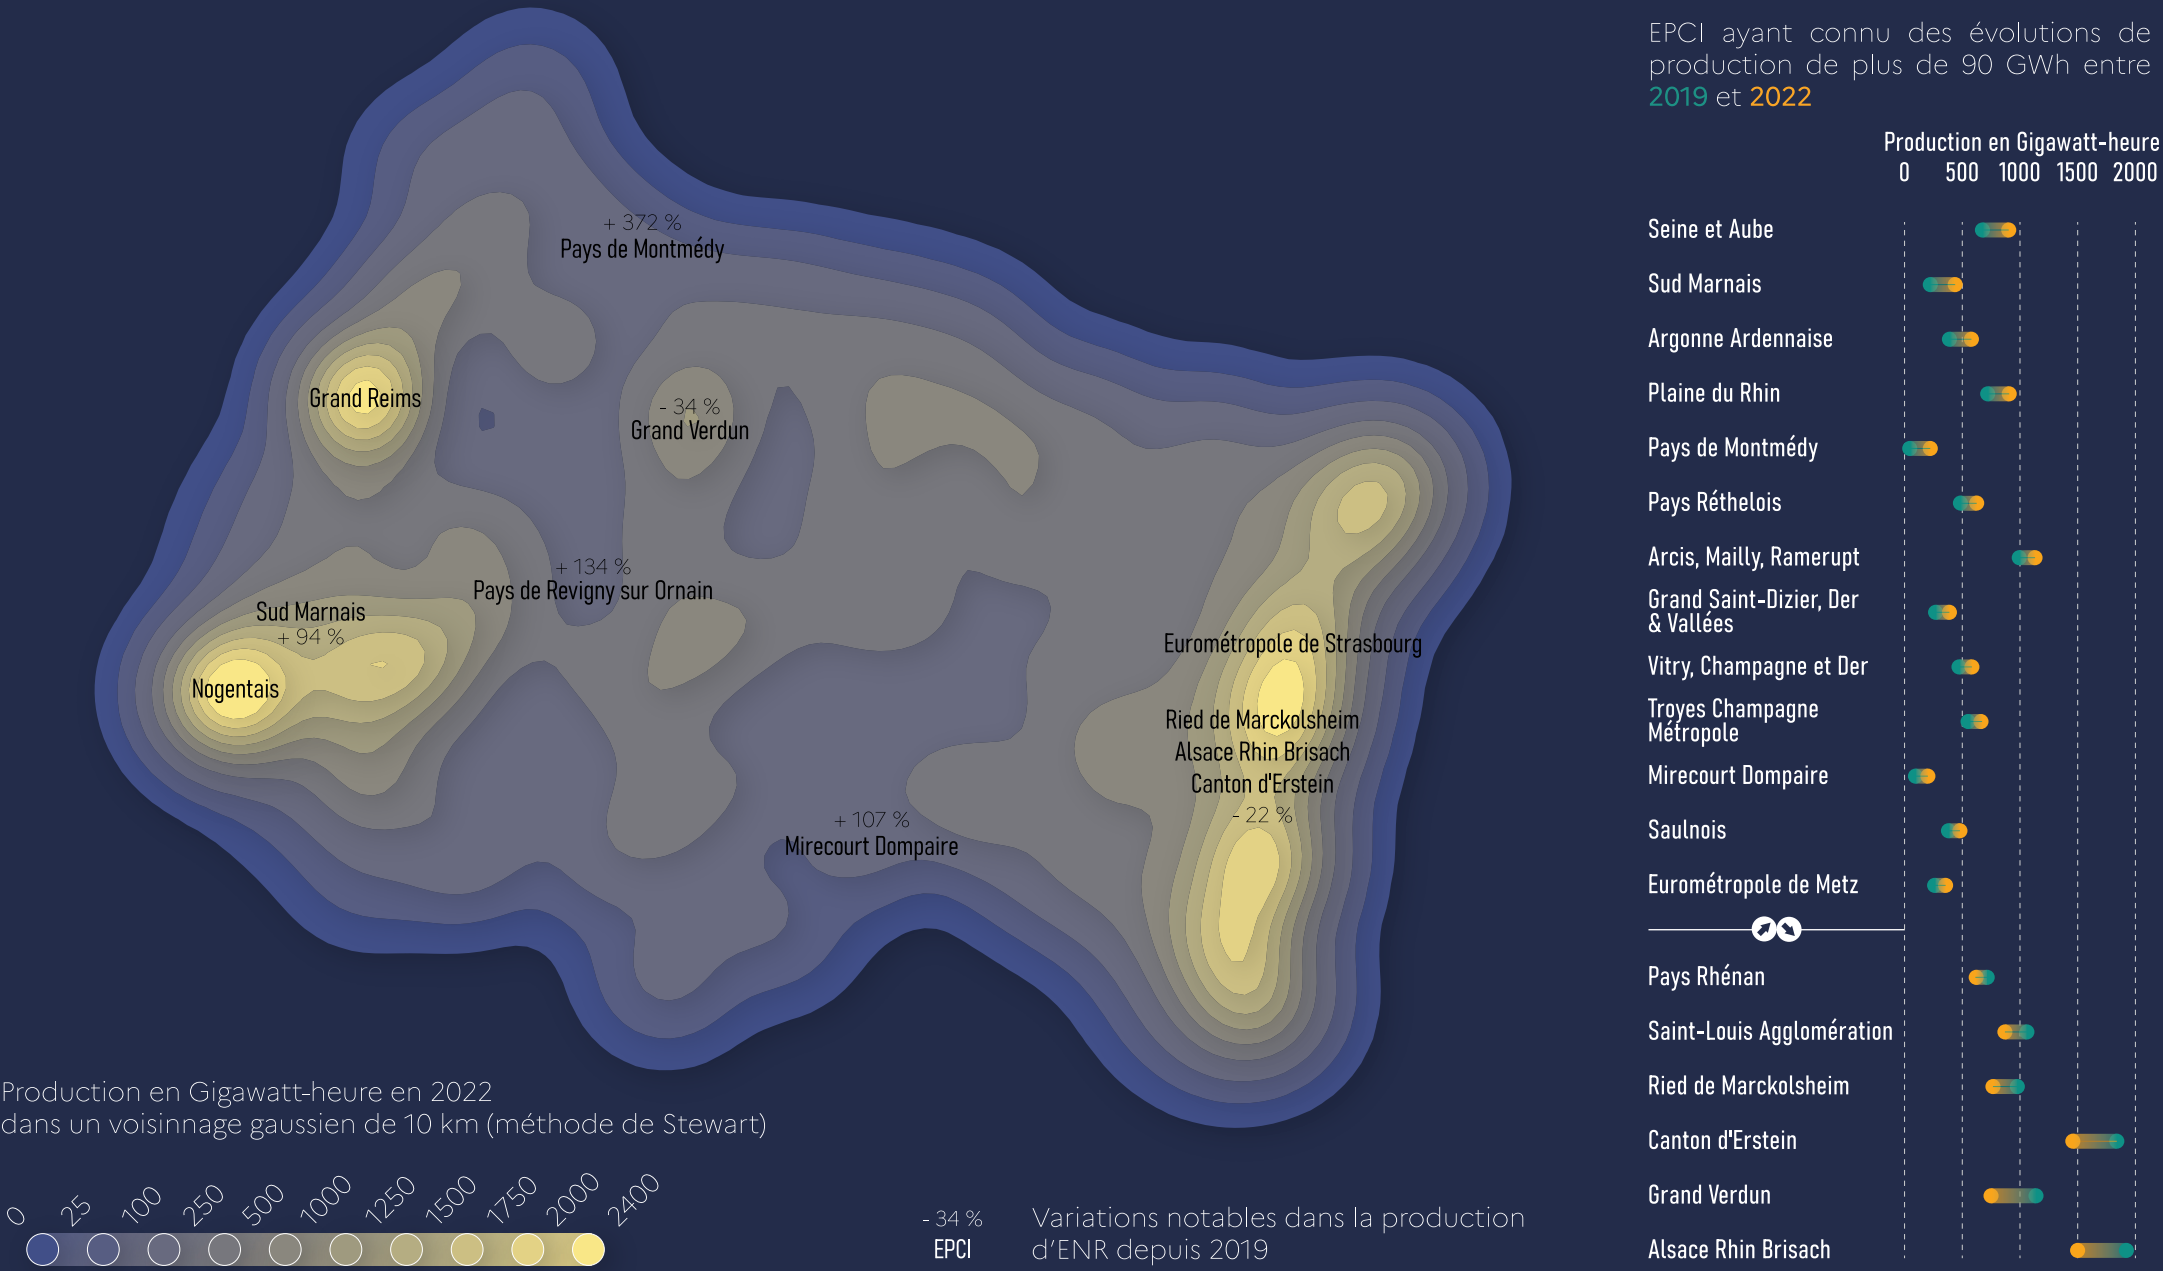 EPCI ayant connu des évolutions de
production de plus de 90 GWh entre
2019 et 2022
Production en Gigawatt-heure
0 500 1000 1500 2000
Seine et Aube
Sud Marnais
Argonne Ardennaise
Plaine du Rhin
Pays de Montmédy
Pays Réthelois
Arcis, Mailly, Ramerupt
Grand Saint-Dizier, Der
& Vallées
Vitry, Champagne et Der
Troyes Champagne
Métropole
Mirecourt Dompaire
Saulnois
Eurométropole de Metz
Pays Rhénan
Saint-Louis Agglomération
Ried de Marckolsheim
Canton d'Erstein
Grand Verdun
Alsace Rhin Brisach
+ 372 %
Pays de Montmédy
Grand Reims
- 34 %
Grand Verdun
+ 134 %
Pays de Revigny sur Ornain
Sud Marnais
+ 94 %
Nogentais
Eurométropole de Strasbourg
Ried de Marckolsheim
Alsace Rhin Brisach
Canton d'Erstein
- 22 %
+ 107 %
Mirecourt Dompaire
Production en Gigawatt-heure en 2022
dans un voisinnage gaussien de 10 km (méthode de Stewart)
0 25 100 250 500 1000 1250 1500 1750 2000 2400
- 34 %
EPCI
Variations notables dans la production
d'ENR depuis 2019